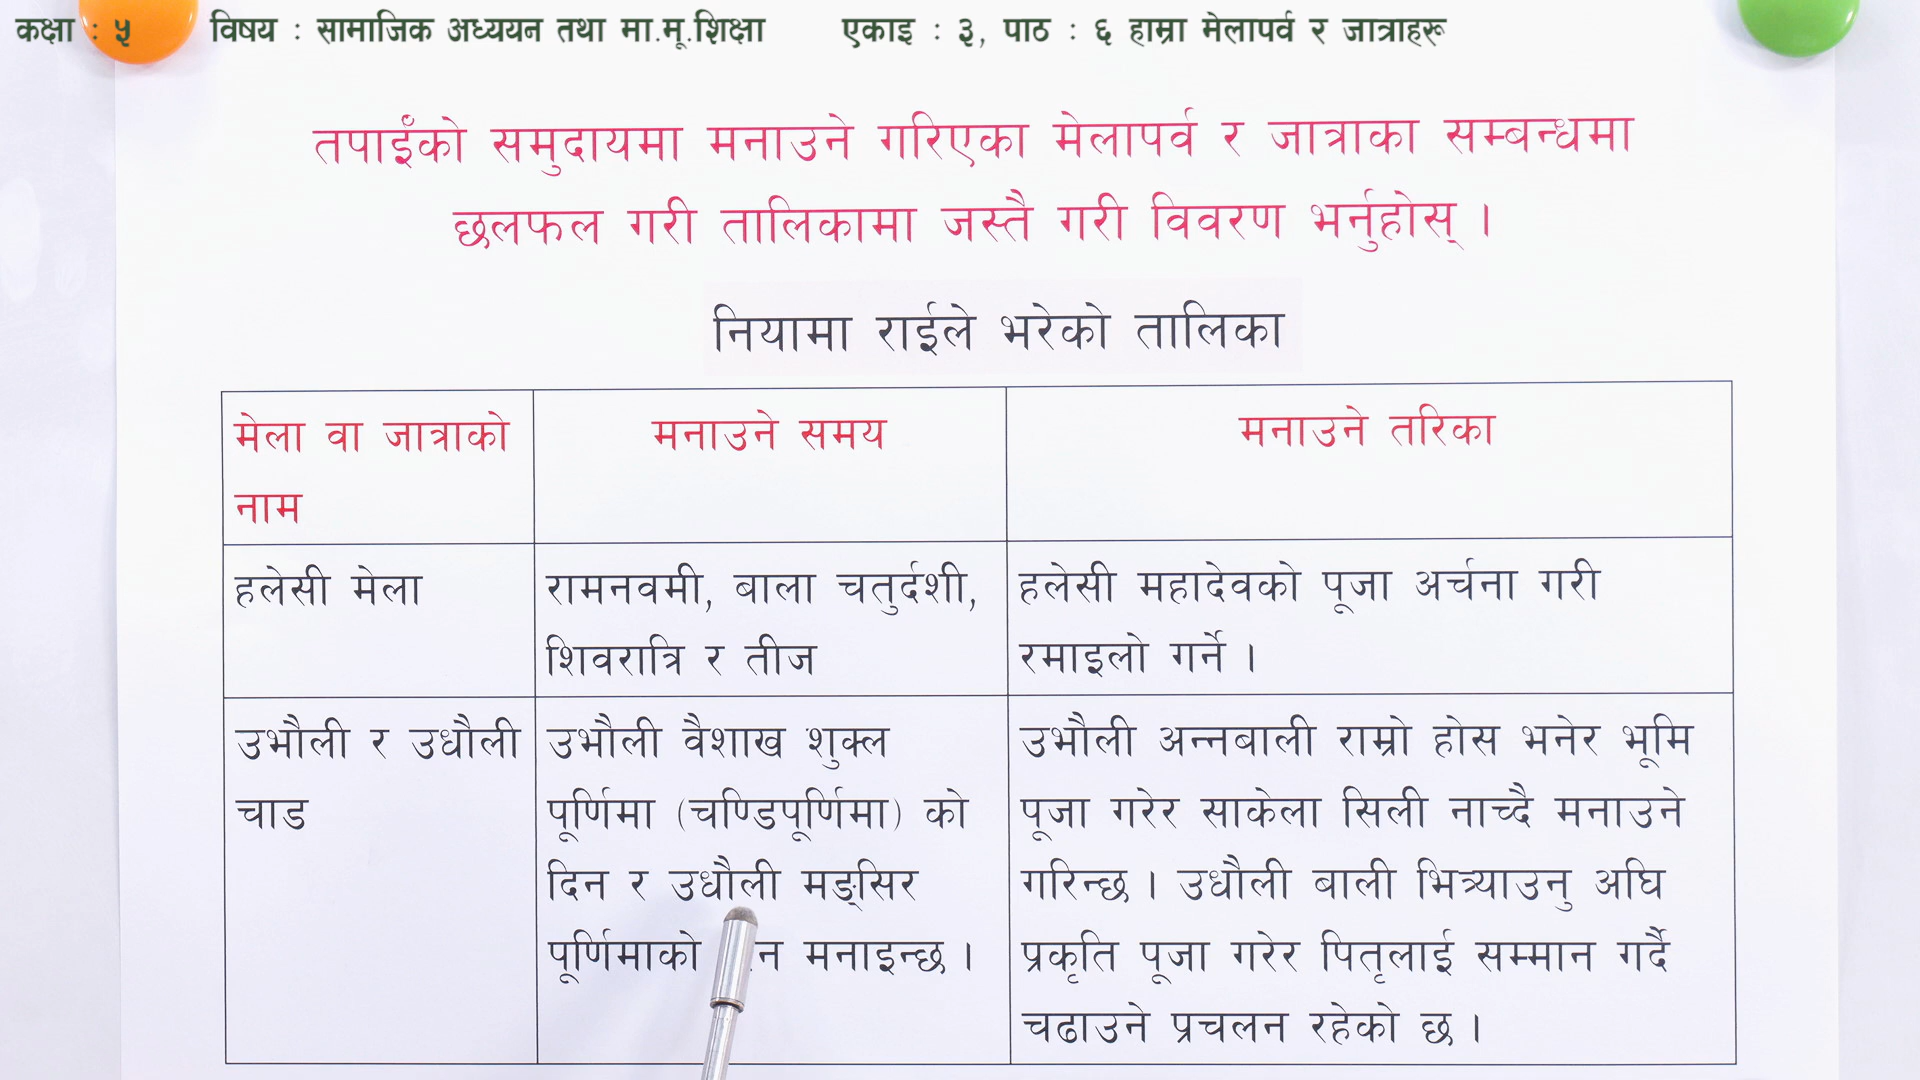 कक्षा : ५ विषय : सामाजिक अध्ययन तथा मा.मू.शिक्षा एकाइ : ३, पाठ : ६ हाम्रा मेलापर्व र जात्राहरू
तपाइँको समुदायमा मनाउने गरिएका मेलापर्व र जात्राका सम्बन्धमा
छलफल गरी तालिकामा जस्तै गरी विवरण भर्नुहोस् ।
नियामा राईले भरेको तालिका
मेला वा जात्राको
नाम
मनाउने समय
मनाउने तरिका
हलेसी मेला
रामनवमी, बाला चतुर्दशी,
शिवरात्रि र तीज
हलेसी महादेवको पूजा अर्चना गरी
रमाइलो गर्ने ।
उभौली र उधौली
चाड
उभौली वैशाख शुक्ल
पूर्णिमा (चण्डिपूर्णिमा) को
दिन र उधौली मङ्सिर
पूर्णिमाको मनाइन्छ ।
उभौली अन्नबाली राम्रो होस भनेर भूमि
पूजा गरेर साकेला सिली नाच्दै मनाउने
गरिन्छ । उधौली बाली भित्र्याउनु अघि
प्रकृति पूजा गरेर पितृलाई सम्मान गर्दै
चढाउने प्रचलन रहेको छ ।